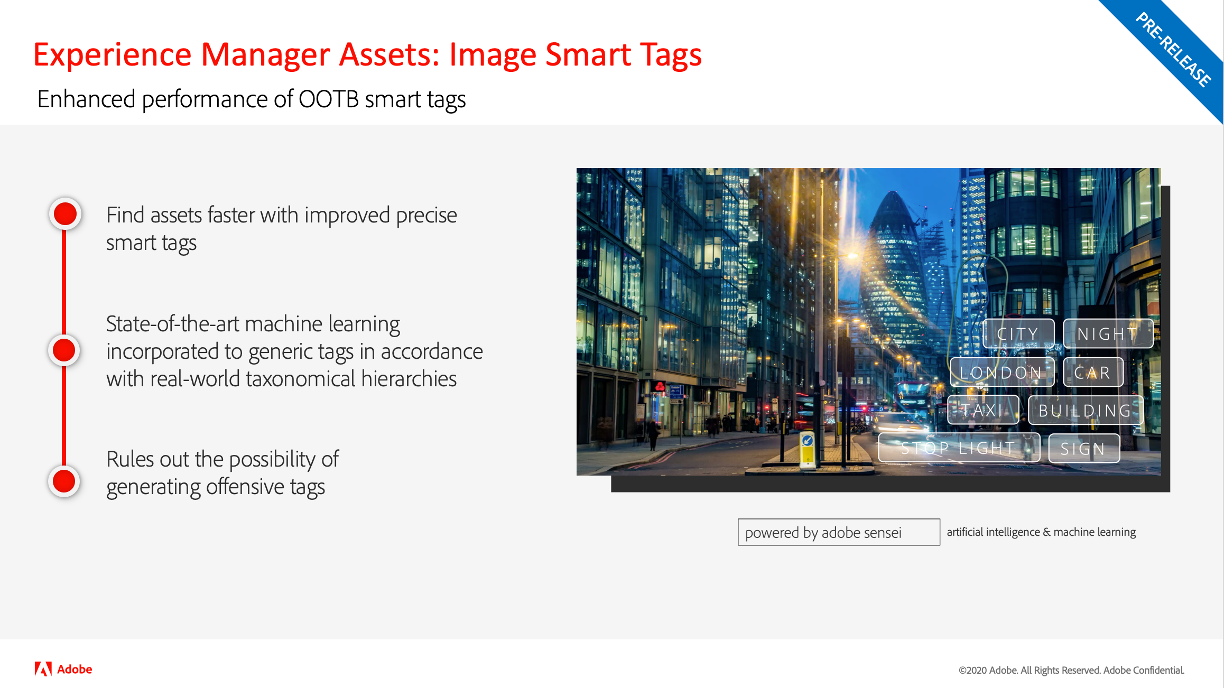 PRE-RELEASE
Experience Manager Assets: Image Smart Tags
Enhanced performance of OOTB smart tags
Find assets faster with improved precise
smart tags
State-of-the-art machine learning
incorporated to generic tags in accordance
with real-world taxonomical hierarchies
Rules out the possibility of
generating offensive tags
CITY NIGHT
LONDON CAR
TAXI BUILDING
STOP LIGHT SIGN
powered by adobe sensei artificial intelligence & machine learning
Adobe
©2020 Adobe. All Rights Reserved. Adobe Confidential.